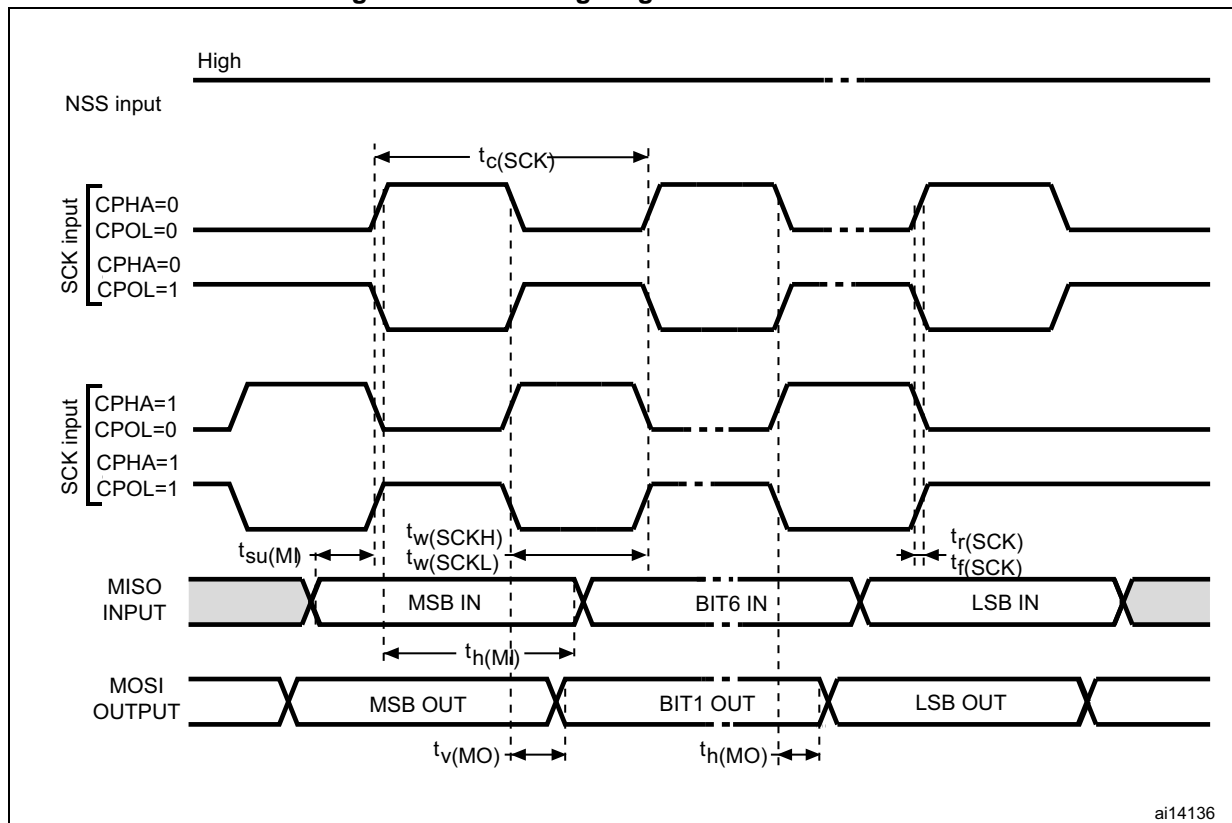 High
NSS input
tc(SCK)
SCK input
CPHA=0
CPOL=0
CPHA=0
CPOL=1
SCK input
CPHA=1
CPOL=0
CPHA=1
CPOL=1
tsu(MI)
tw(SCKH)
tw(SCKL)
tr(SCK)
tf(SCK)
MISO
INPUT
MSB IN
BIT6 IN
LSB IN
th(MI)
MOSI
OUTPUT
MSB OUT
BIT1 OUT
LSB OUT
tv(MO)
th(MO)
ai14136